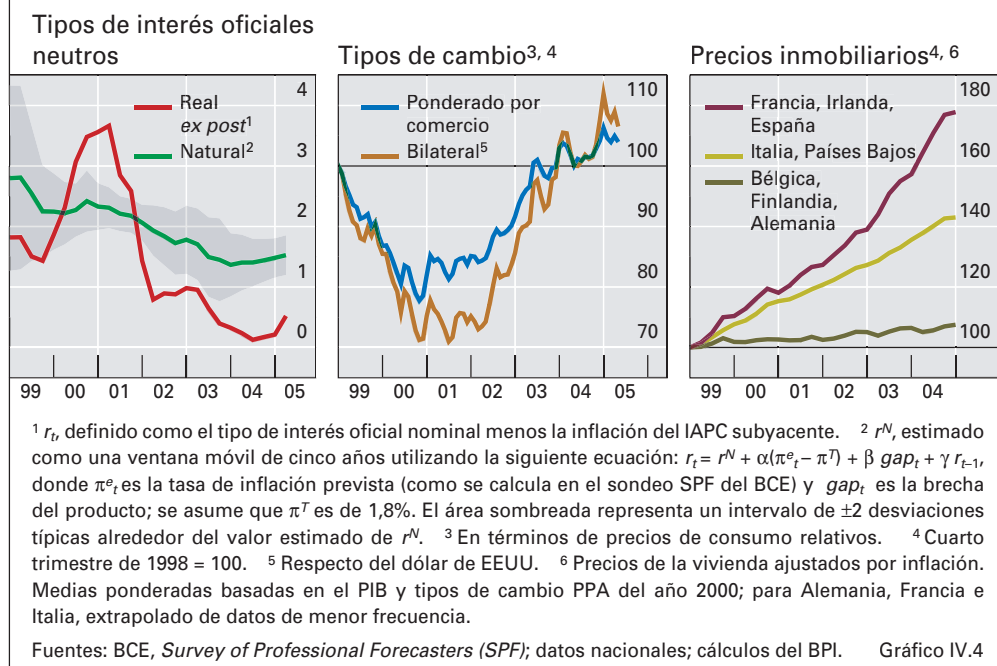 Tipos de interés oficiales
neutros
4
3
2
1
0
Real
ex post1
Natural2
99 00 01 02 03 04 05
Tipos de cambio3, 4
110
100
90
80
70
Ponderado por
comercio
Bilateral5
99 00 01 02 03 04 05
Precios inmobiliarios4, 6
180
160
140
120
100
Francia, Irlanda,
España
Italia, Países Bajos
Bélgica,
Finlandia,
Alemania
99 00 01 02 03 04
1 rt, definido como el tipo de interés oficial nominal menos la inflación del IAPC subyacente. 2 rN, estimado
como una ventana móvil de cinco años utilizando la siguiente ecuación: rt = rN + α(πet – πT) + β gapt + γ rt–1,
donde πet es la tasa de inflación prevista (como se calcula en el sondeo SPF del BCE) y gapt es la brecha
del producto; se asume que πT es de 1,8%. El área sombreada representa un intervalo de ±2 desviaciones
típicas alrededor del valor estimado de rN. 3 En términos de precios de consumo relativos. 4 Cuarto
trimestre de 1998 = 100. 5 Respecto del dólar de EEUU. 6 Precios de la vivienda ajustados por inflación.
Medias ponderadas basadas en el PIB y tipos de cambio PPA del año 2000; para Alemania, Francia e
Italia, extrapolado de datos de menor frecuencia.
Fuentes: BCE, Survey of Professional Forecasters (SPF); datos nacionales; cálculos del BPI. Gráfico IV.4